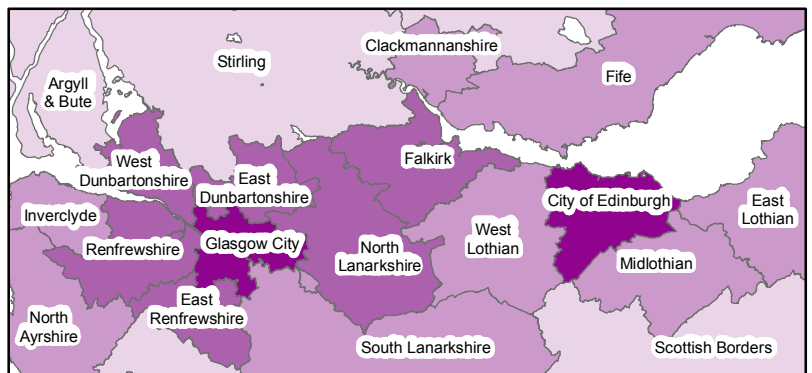 Clackmannanshire
Stirling
Fife
Argyll
& Bute
Falkirk
West
Dunbartonshire
East
Dunbartonshire
City of Edinburgh
East
Lothian
Inverclyde
West
Lothian
Renfrewshire
Glasgow City
North
Lanarkshire
Midlothian
North
Ayrshire
East
Renfrewshire
South Lanarkshire
Scottish Borders